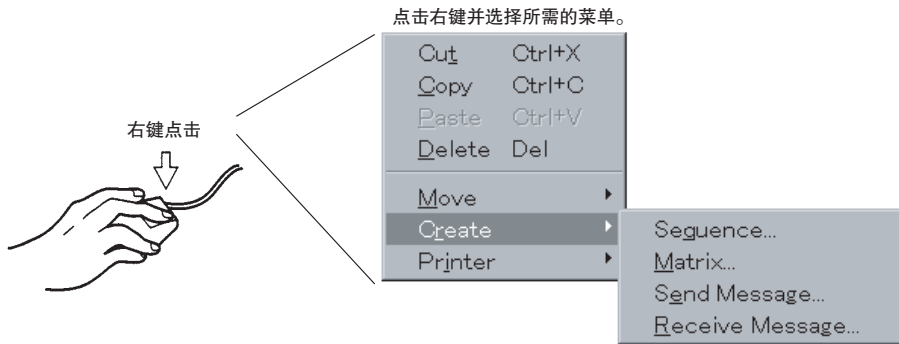 点击右键并选择所需的菜单。
右键点击
Cut Ctrl+X
Copy Ctrl+C
Paste Ctrl+V
Delete Del
Move
Create
Printer
Sequence...
Matrix...
Send Message...
Receive Message...